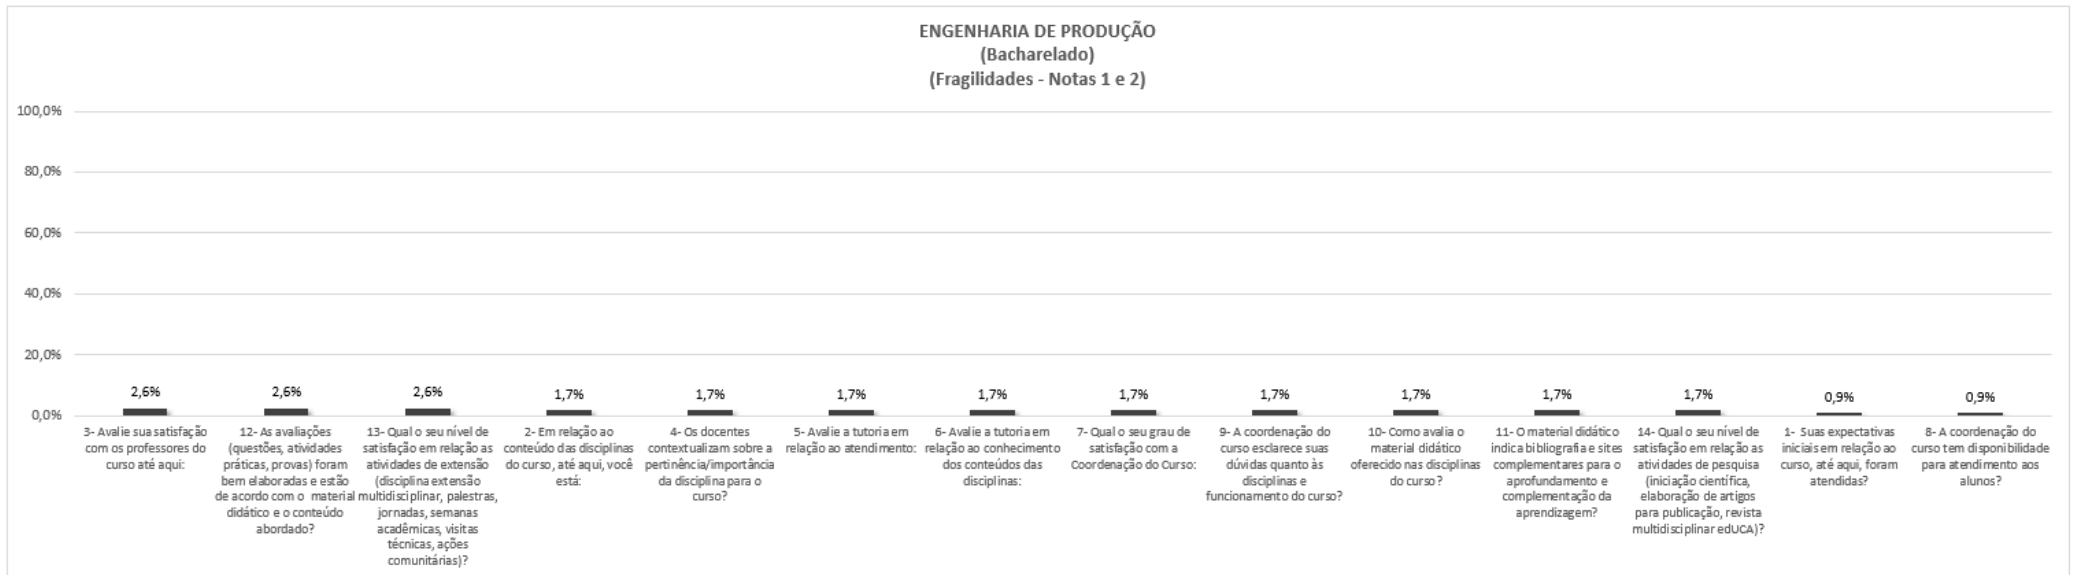 ENGENHARIA DE PRODUÇÃO
(Bacharelado)
(Fragilidades - Notas 1 e 2)
100,0%
80,0%
60,0%
40,0%
20,0%
0,0%
2,6%
2,6%
2,6%
1,7%
1,7%
1,7%
1,7%
1,7%
1,7%
1,7%
1,7%
1,7%
0,9%
0,9%
3- Avalie sua satisfação
com os professores do
curso até aqui:
12- As avaliações
(questões, atividades
práticas, provas) foram
bem elaboradas e estão
de acordo com o material
didático e o conteúdo
abordado?
13- Qual o seu nível de
satisfação em relação as
atividades de extensão
(disciplina extensão
multidisciplinar, palestras,
jornadas, semanas
acadêmicas, visitas
técnicas, ações
comunitárias)?
2- Em relação ao
conteúdo das disciplinas
do curso, até aqui, você
está:
4- Os docentes
contextualizam sobre a
pertinência/importância
da disciplina para o
curso?
5- Avalie a tutoria em
relação ao atendimento:
6- Avalie a tutoria em
relação ao conhecimento
dos conteúdos das
disciplinas:
7- Qual o seu grau de
satisfação com a
Coordenação do Curso:
9- A coordenação do
curso esclarece suas
dúvidas quanto às
disciplinas e
funcionamento do curso?
10- Como avalia o
material didático
oferecido nas disciplinas
do curso?
11- O material didático
indica bibliografia e sites
complementares para o
aprofundamento e
complementação da
aprendizagem?
14- Qual o seu nível de
satisfação em relação as
atividades de pesquisa
(iniciação científica,
elaboração de artigos
para publicação, revista
multidisciplinar edUCA)?
1- Suas expectativas
iniciais em relação ao
curso, até aqui, foram
atendidas?
8- A coordenação do
curso tem disponibilidade
para atendimento aos
alunos?